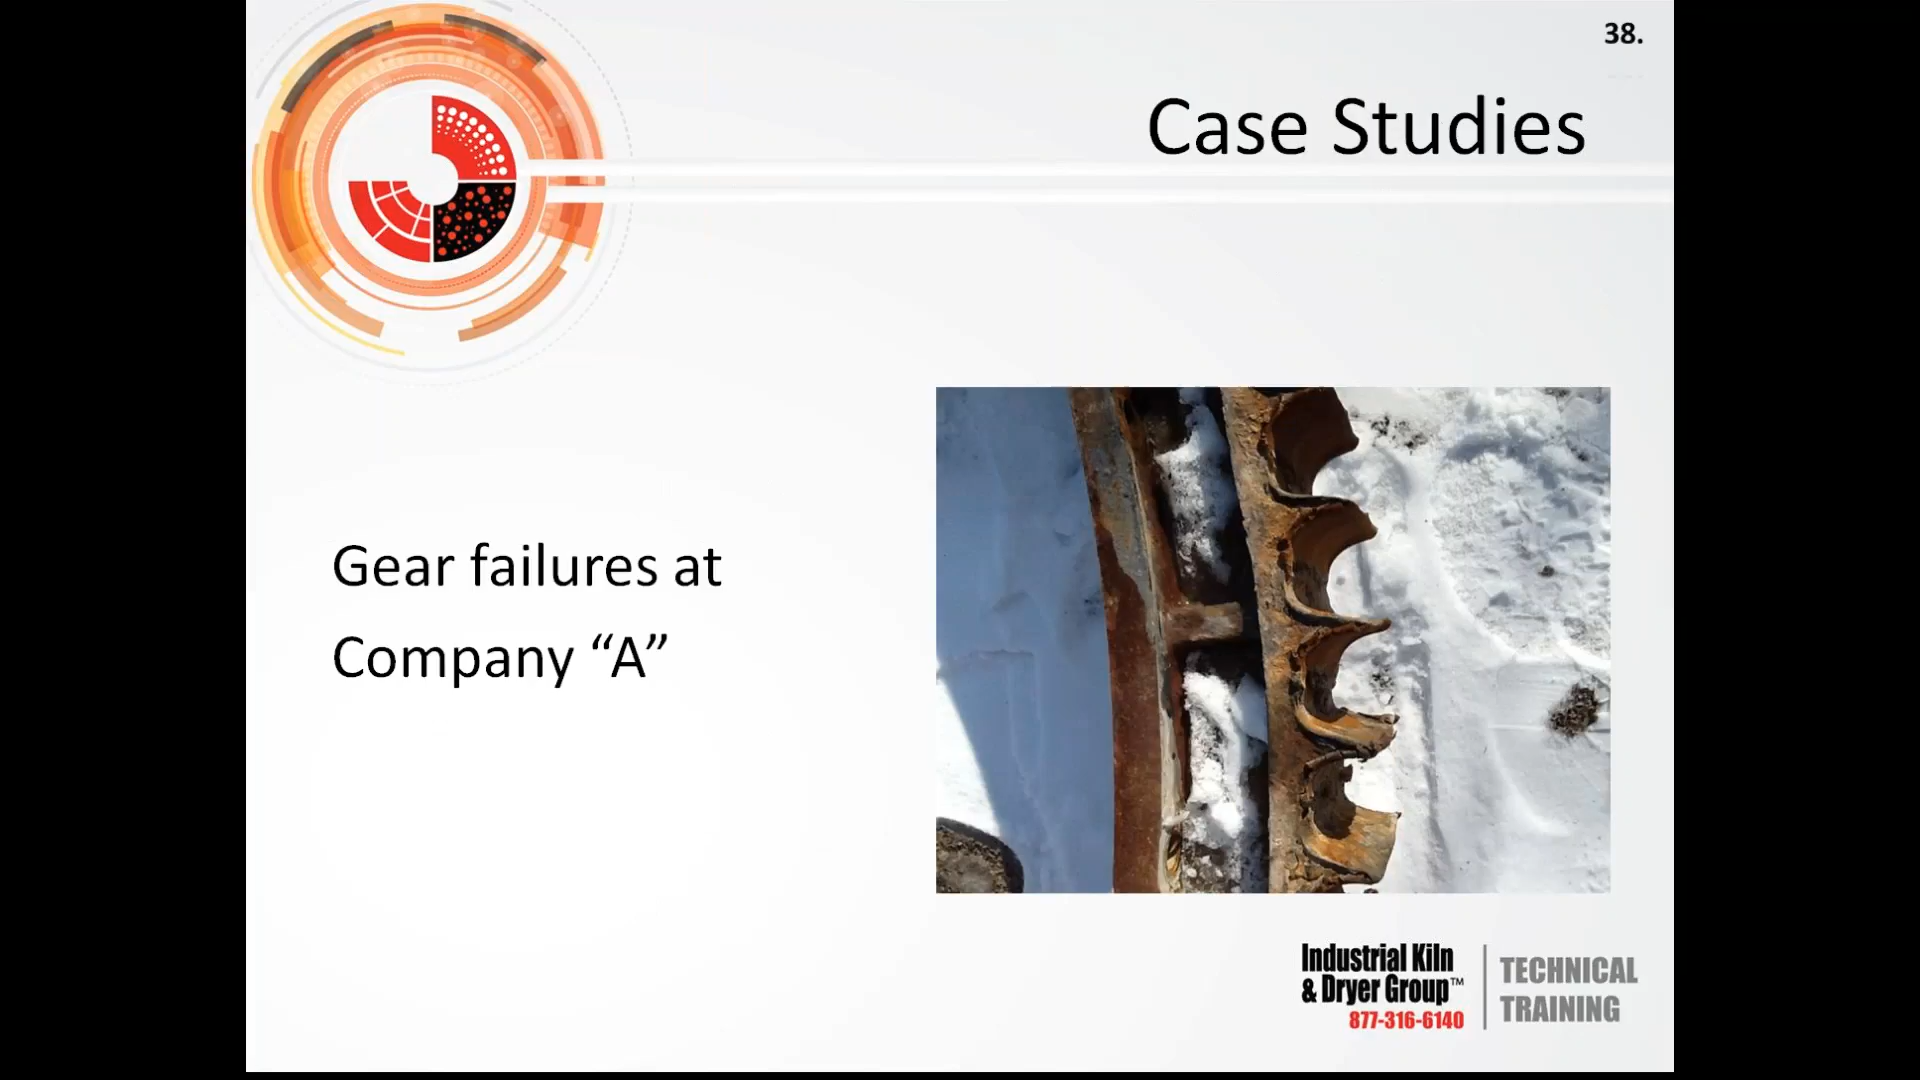 38.
Case Studies
Gear failures at
Company “A”
Industrial Kiln
& Dryer Group™
877-316-6140
TECHNICAL
TRAINING